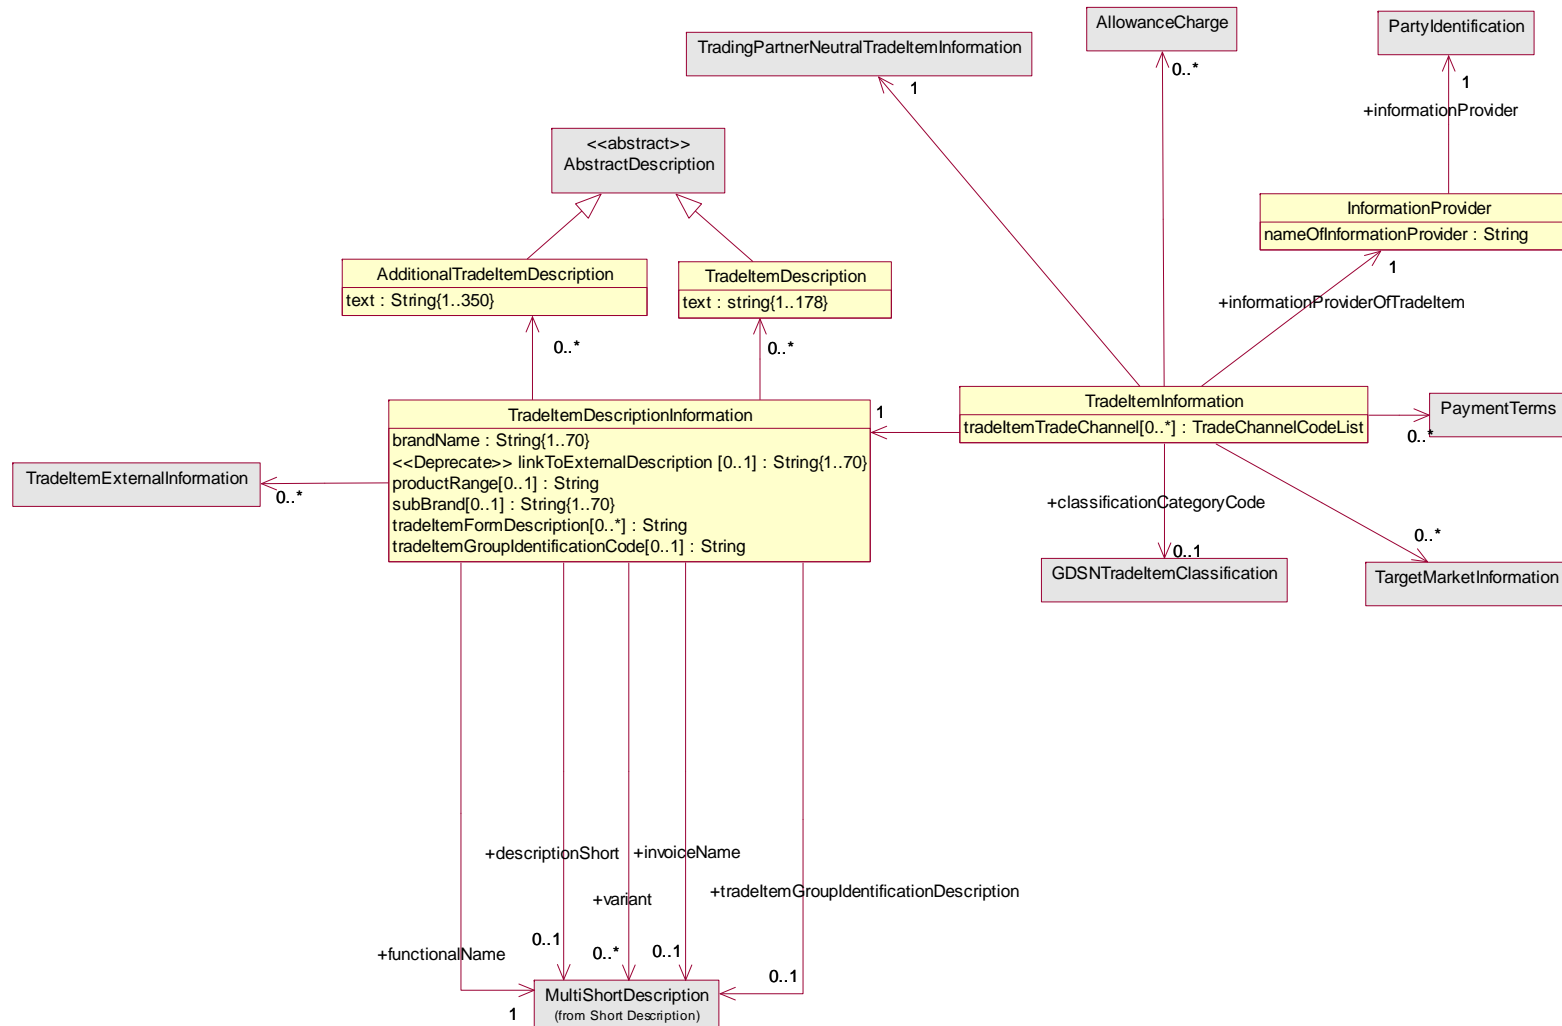 AllowanceCharge
PartyIdentification
TradingPartnerNeutralTradeItemInformation
0..*
1
1
+informationProvider
<<abstract>>
AbstractDescription
InformationProvider
nameOfInformationProvider : String
1
AdditionalTradeItemDescription
text : String{1..350}
TradeItemDescription
text : string{1..178}
+informationProviderOfTradeItem
0..*
0..*
TradeItemDescriptionInformation
brandName : String{1..70}
<<Deprecate>> linkToExternalDescription [0..1] : String{1..70}
productRange[0..1] : String
subBrand[0..1] : String{1..70}
tradeItemFormDescription[0..*] : String
tradeItemGroupIdentificationCode[0..1] : String
1
TradeItemInformation
tradeItemTradeChannel[0..*] : TradeChannelCodeList
PaymentTerms
0..*
TradeItemExternalInformation
0..*
+classificationCategoryCode
0..1
0..*
GDSNTradeItemClassification
TargetMarketInformation
+descriptionShort
+invoiceName
+variant
+tradeItemGroupIdentificationDescription
+functionalName
0..1
0..*
0..1
0..1
1
MultiShortDescription
(from Short Description)